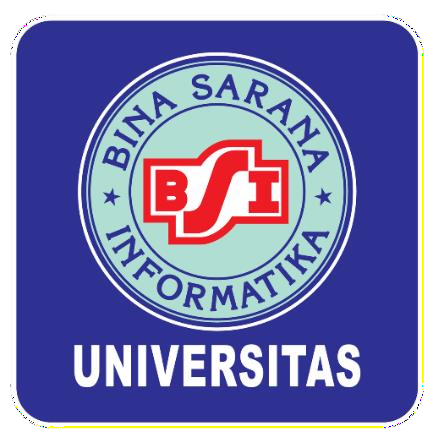 BINA SARANA
BSI
INFORMATIKA
UNIVERSITAS